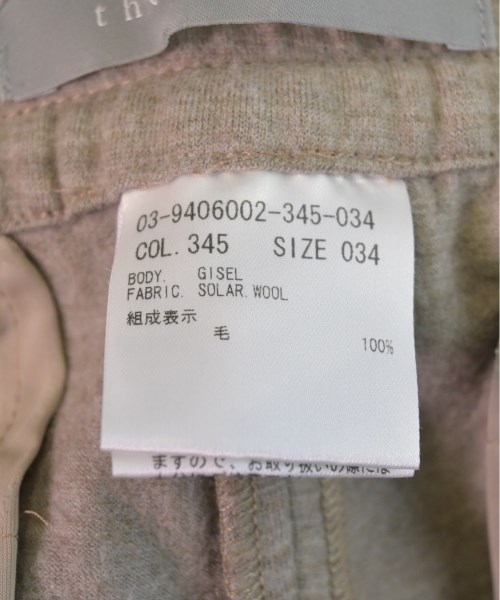 th
03-9406002-345-034
COL. 345 SIZE 034
BODY. GISEL
FABRIC. SOLAR.WOOL
組成表示
毛
100%
ますので、お取り扱いの際には